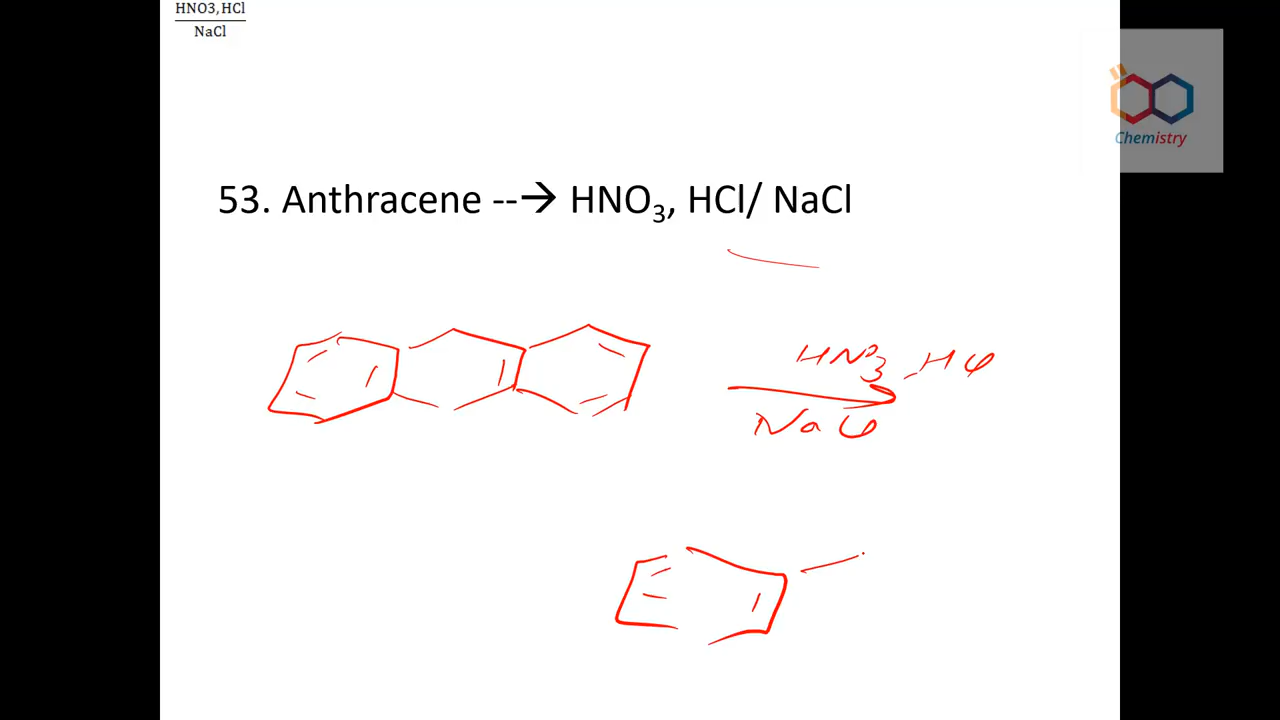 HNO3, HCl
NaCl
Chemistry
53. Anthracene --→ HNO₃, HCl/ NaCl
HNO3, HCl
NaCl